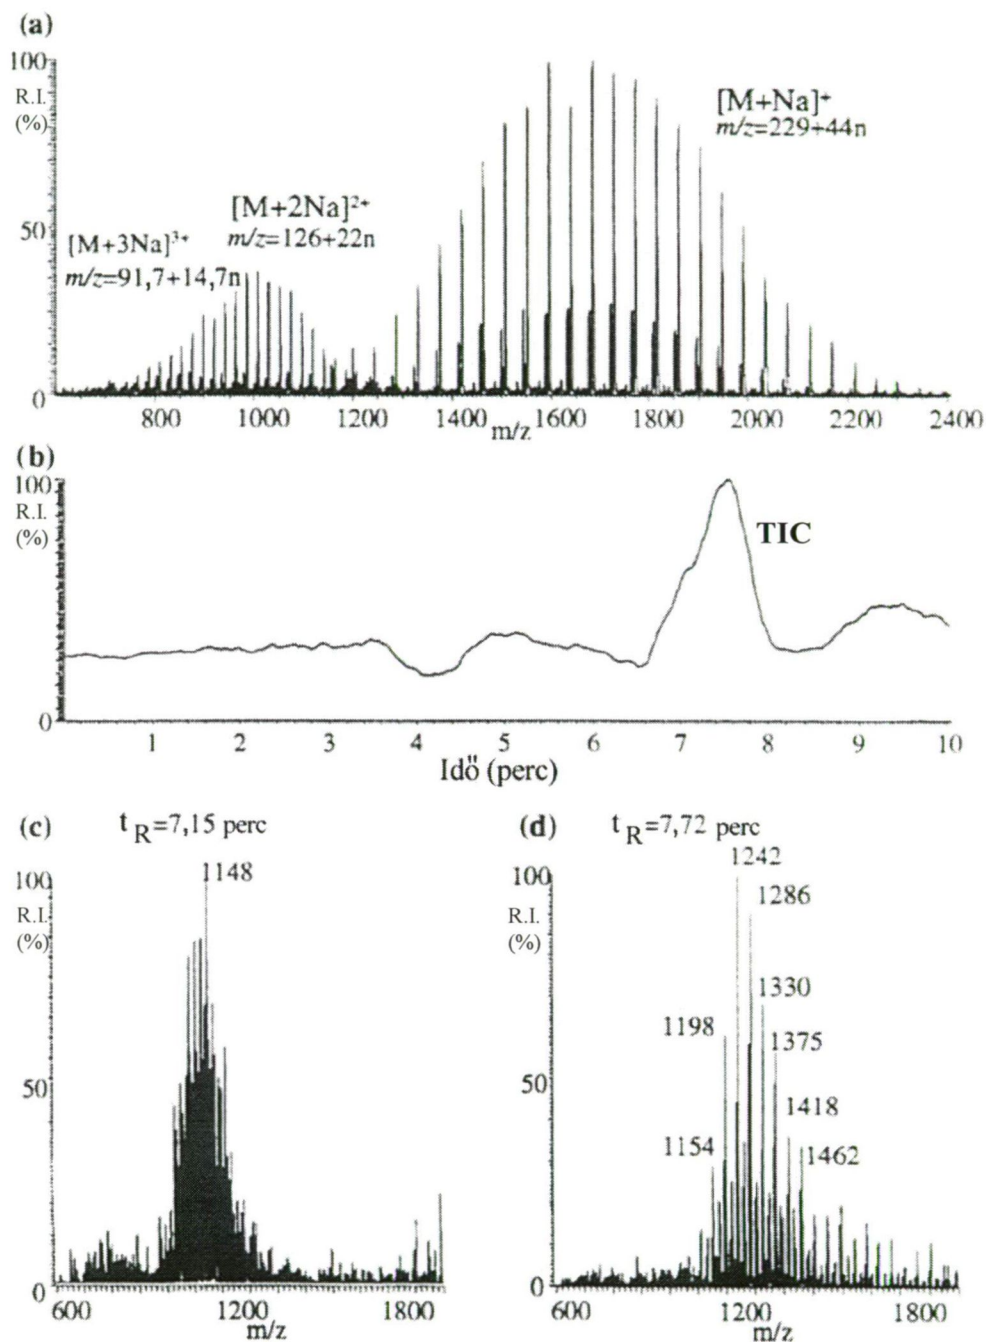 (a)
100
R.I.
(%)
50
0
[M+3Na]³⁺
m/z=91,7+14,7n
[M+2Na]²⁺
m/z=126+22n
[M+Na]⁺
m/z=229+44n
800 1000 1200 1400 1600 1800 2000 2200 2400
m/z
(b)
100
R.I.
(%)
0
TIC
1 2 3 4 5 6 7 8 9 10
Idő (perc)
(c) tR=7,15 perc
100
R.I.
(%)
50
0
1148
600 1200 1800
m/z
(d) tR=7,72 perc
100
R.I.
(%)
50
0
1242
1286
1330
1198
1375
1418
1154
1462
600 1200 1800
m/z